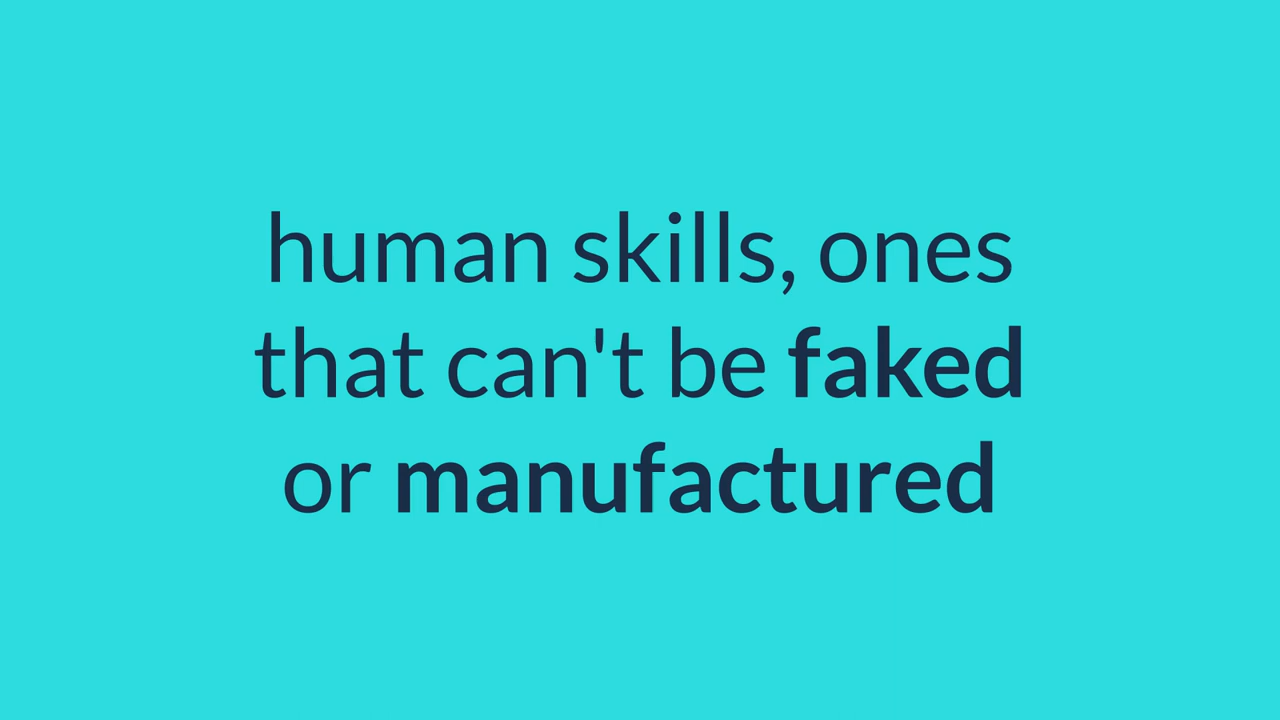 human skills, ones
that can't be faked
or manufactured